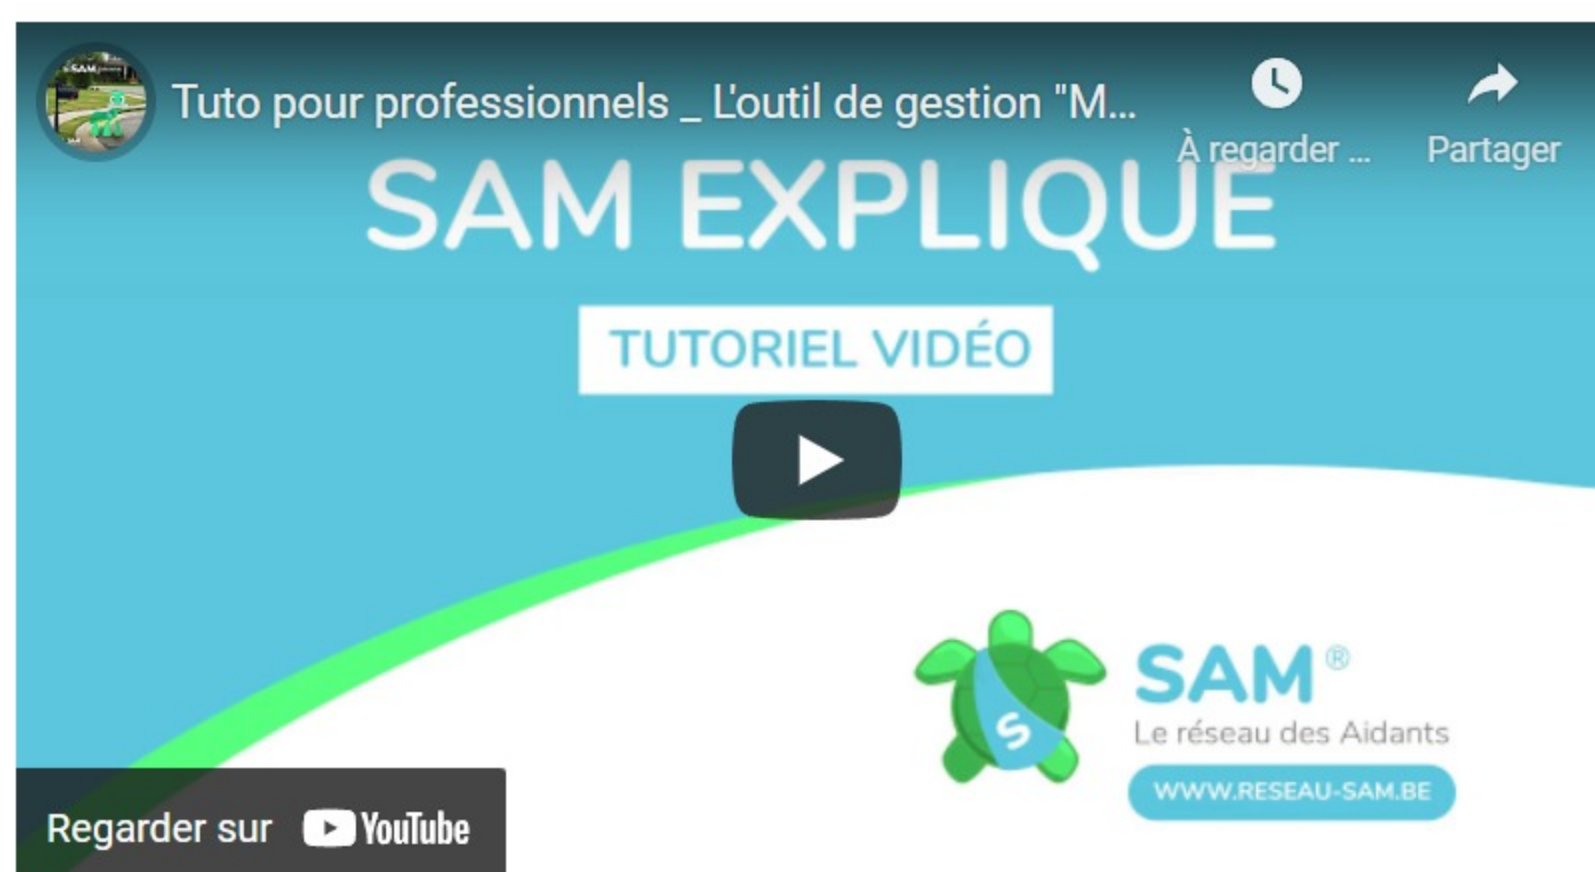 Tuto pour professionnels _ L'outil de gestion "M...
À regarder ...
Partager
SAM EXPLIQUE
TUTORIEL VIDÉO
S
SAM®
Le réseau des Aidants
WWW.RESEAU-SAM.BE
Regarder sur YouTube